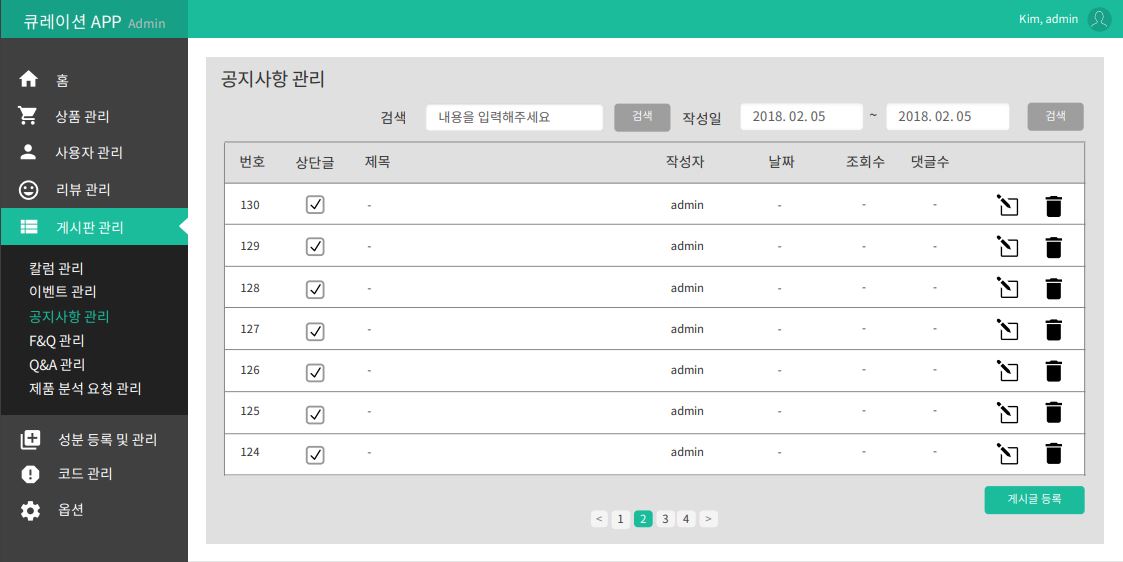 큐레이션 APP Admin
Kim, admin
홈
상품 관리
사용자 관리
리뷰 관리
게시판 관리
칼럼 관리
이벤트 관리
공지사항 관리
F&Q 관리
Q&A 관리
제품 분석 요청 관리
성분 등록 및 관리
코드 관리
옵션
공지사항 관리
검색 내용을 입력해주세요 검색 작성일 2018. 02. 05 ~ 2018. 02. 05 검색
번호 상단글 제목 작성자 날짜 조회수 댓글수
130 - admin - - -
129 - admin - - -
128 - admin - - -
127 - admin - - -
126 - admin - - -
125 - admin - - -
124 - admin - - -
게시글 등록
< 1 2 3 4 >